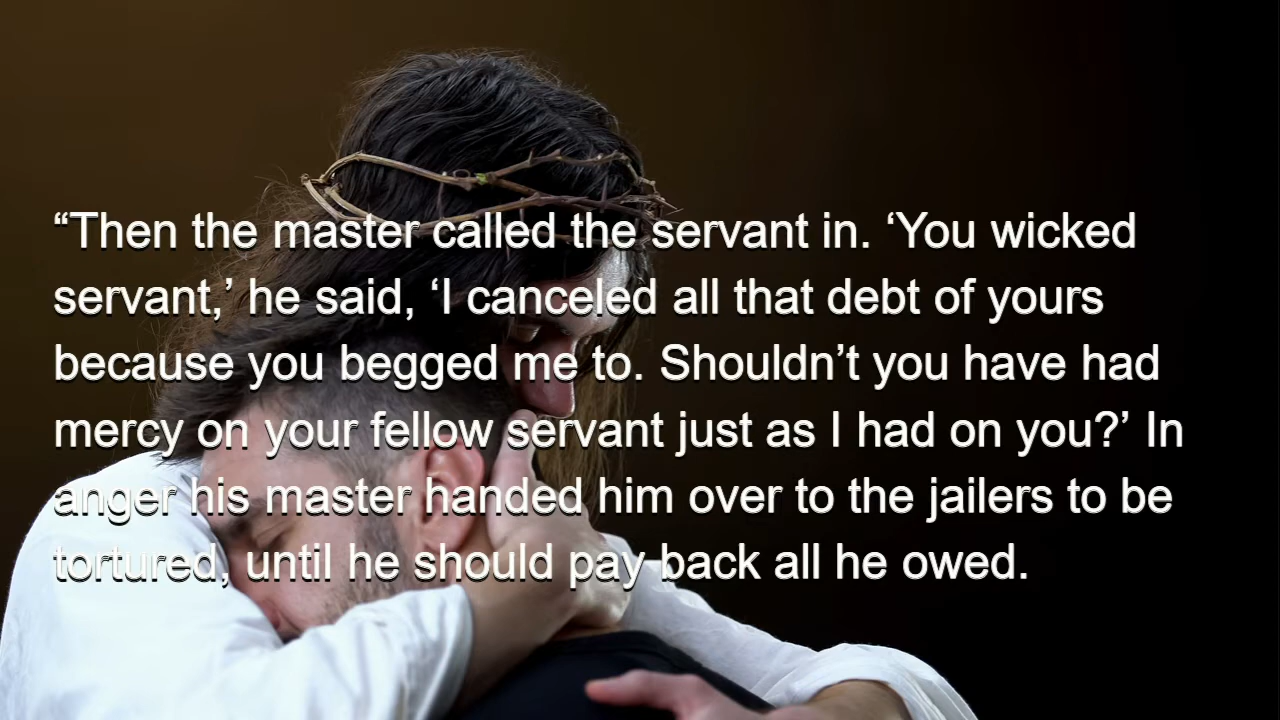 “Then the master called the servant in. ‘You wicked
servant,’ he said, ‘I canceled all that debt of yours
because you begged me to. Shouldn’t you have had
mercy on your fellow servant just as I had on you?’ In
anger his master handed him over to the jailers to be
tortured, until he should pay back all he owed.